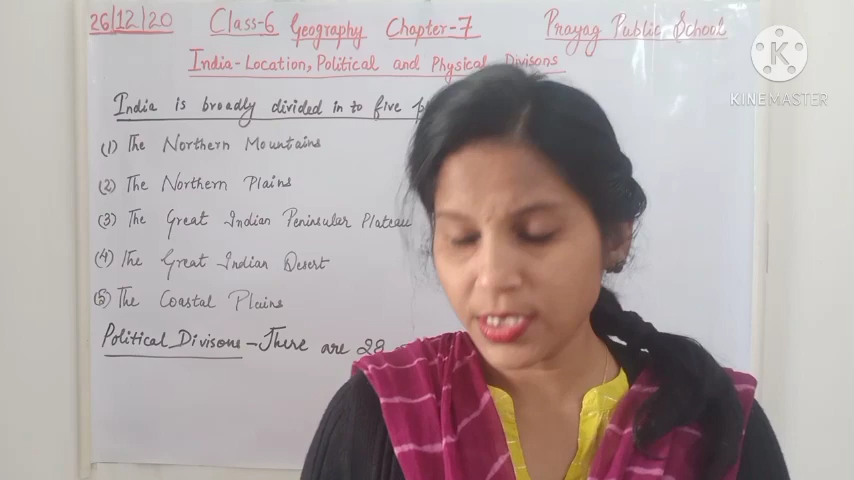 26/12/20 Class-6 Geography Chapter-7 Prayag Public School
India-Location, Political and Physical Divisons
India is broadly divided in to five
(1) The Northern Mountains
(2) The Northern Plains
(3) The Great Indian Peninsular Plateau
(4) The Great Indian Desert
(5) The Coastal Plains
Political Divisons - There are 28
K
KINEMASTER